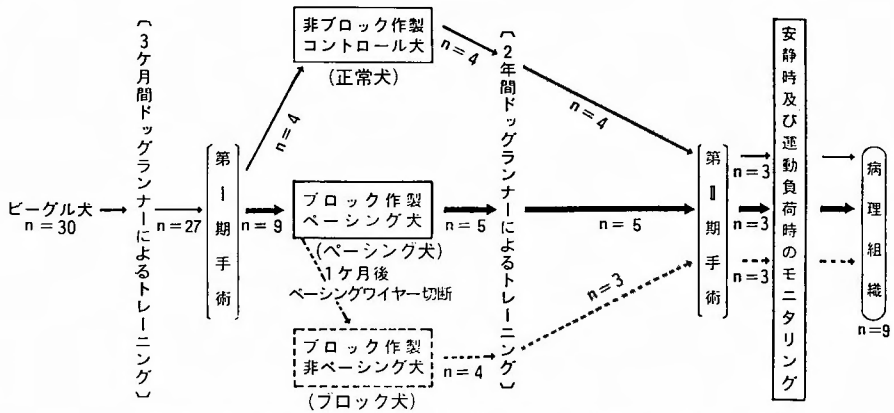 ビーグル犬
n=30
〔3ケ月間ドッグランナーによるトレーニング〕
n=27
第Ⅰ期手術
n=4
n=9
非ブロック作製
コントロール犬
(正常犬)
n=4
ブロック作製
ペーシング犬
(ペーシング犬)
n=5
1ケ月後
ペーシングワイヤー切断
ブロック作製
非ペーシング犬
(ブロック犬)
n=4
〔2年間ドッグランナーによるトレーニング〕
n=4
n=5
n=3
第Ⅱ期手術
n=3
n=3
n=3
安静時及び運動負荷時のモニタリング
病理組織
n=9